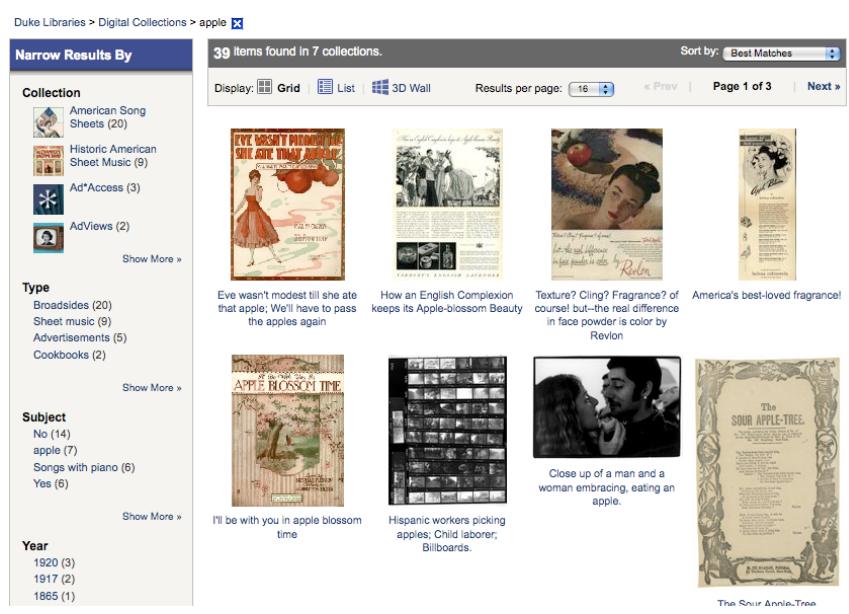 Duke Libraries > Digital Collections > apple
Narrow Results By
Collection
American Song
Sheets (20)
Historic American
Sheet Music (9)
Ad*Access (3)
AdViews (2)
Show More »
Type
Broadsides (20)
Sheet music (9)
Advertisements (5)
Cookbooks (2)
Show More »
Subject
No (14)
apple (7)
Songs with piano (6)
Yes (6)
Show More »
Year
1920 (3)
1917 (2)
1865 (1)
39 items found in 7 collections.
Sort by: Best Matches
Display: Grid | List | 3D Wall
Results per page: 16
« Prev | Page 1 of 3 | Next »
EVE WASN'T MODEST TILL
SHE ATE THAT APPLE
Eve wasn't modest till she ate
that apple; We'll have to pass
the apples again
How an English Complexion
keeps its Apple-blossom Beauty
Revlon
Texture? Cling? Fragrance? of
course! but--the real difference
in face powder is color by
Revlon
Apple Blossom
America's best-loved fragrance!
APPLE BLOSSOM TIME
I'll be with you in apple blossom
time
Hispanic workers picking
apples; Child laborer;
Billboards.
Close up of a man and a
woman embracing, eating an
apple.
The
SOUR APPLE-TREE.
The Sour Apple-Tree